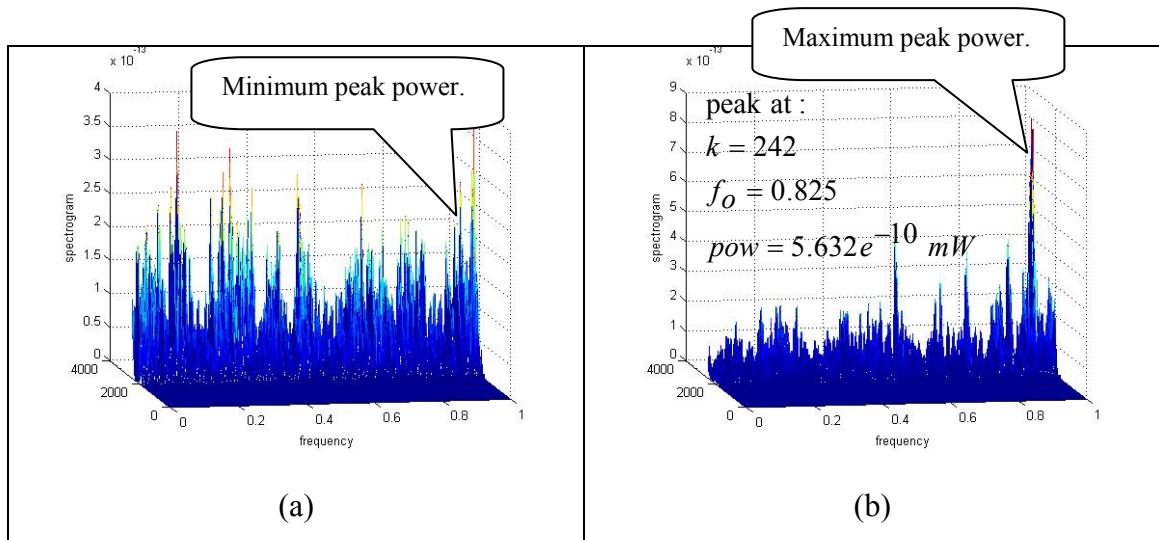 x 10⁻¹³
Minimum peak power.
4
3.5
3
2.5
2
1.5
1
0.5
0
spectrogram
4000
2000
0
0
0.2
0.4
0.6
0.8
1
frequency
(a)
x 10⁻¹³
Maximum peak power.
9
8
7
6
5
4
3
2
1
0
spectrogram
peak at :
k = 242
f_o = 0.825
pow = 5.632e⁻¹⁰ mW
4000
2000
0
0
0.2
0.4
0.6
0.8
1
frequency
(b)